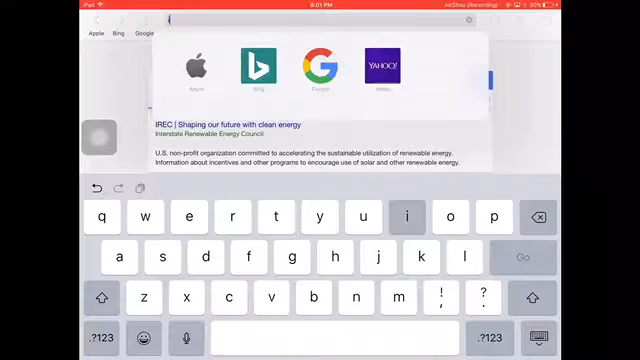 iPad 8:01 PM AirShou (Recording) 20%
i
Apple Bing Google
YAHOO!
Apple Bing Google Yahoo
IREC | Shaping our future with clean energy
Interstate Renewable Energy Council
U.S. non-profit organization committed to accelerating the sustainable utilization of renewable energy.
Information about incentives and other programs to encourage use of solar and other renewable energy.
q w e r t y u i o p
a s d f g h j k l Go
z x c v b n m ! , ? .
.?123 .?123